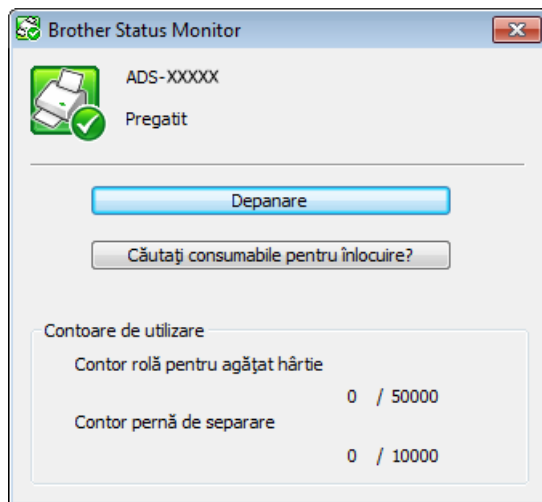 Brother Status Monitor
ADS-XXXXX
Pregatit
Depanare
Căutaţi consumabile pentru înlocuire?
Contoare de utilizare
Contor rolă pentru agăţat hârtie
0 / 50000
Contor pernă de separare
0 / 10000